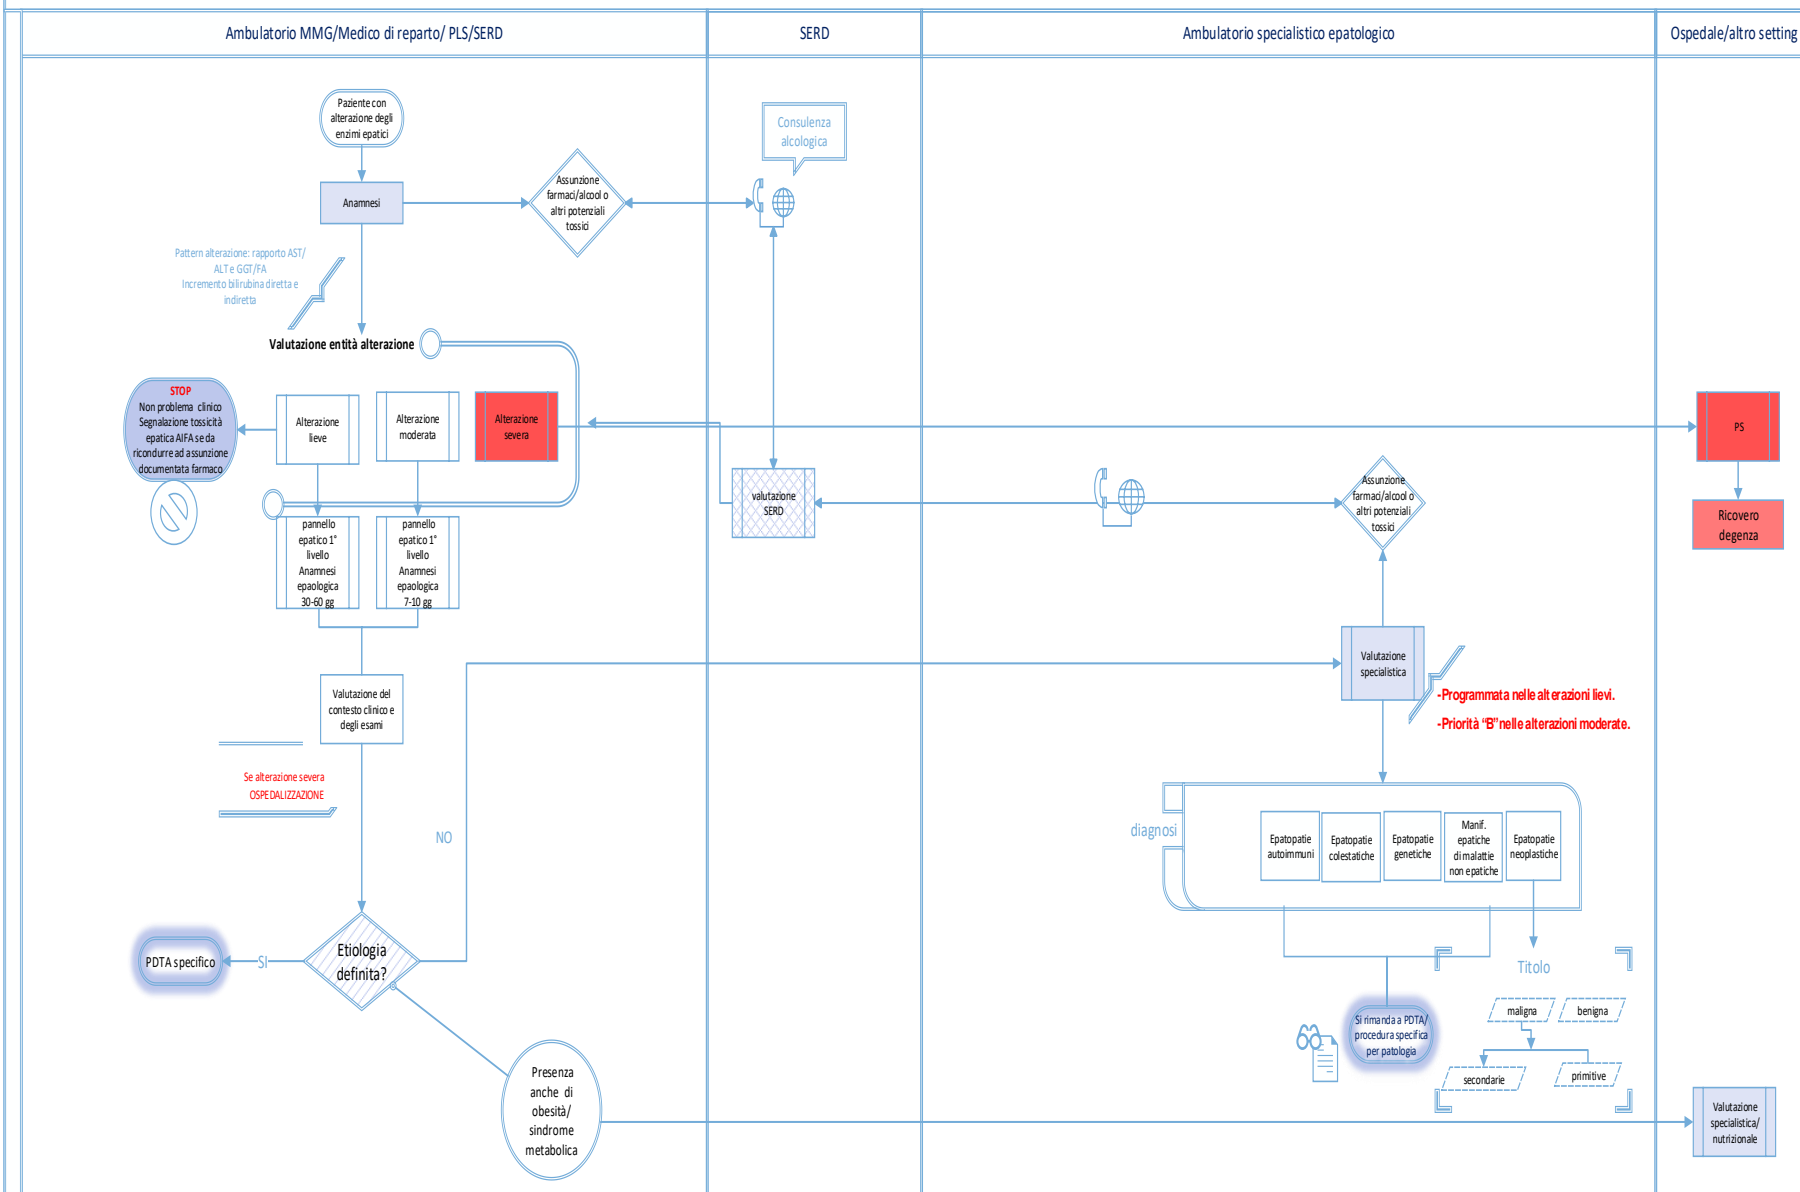 Ambulatorio MMG/Medico di reparto/ PLS/SERD
SERD
Ambulatorio specialistico epatologico
Ospedale/altro setting
Paziente con
alterazione degli
enzimi epatici
Anamnesi
Assunzione
farmaci/alcool o
altri potenziali
tossici
Consulenza
alcologica
Pattern alterazione: rapporto AST/
ALT e GGT/FA
Incremento bilirubina diretta e
indiretta
Valutazione entità alterazione
STOP
Non problema clinico
Segnalazione tossicità
epatica AIFA se da
ricondurre ad assunzione
documentata farmaco
Alterazione
lieve
Alterazione
moderata
Alterazione
severa
PS
Ricovero
degenza
pannello
epatico 1°
livello
Anamnesi
epaologica
30-60 gg
pannello
epatico 1°
livello
Anamnesi
epaologica
7-10 gg
valutazione
SERD
Assunzione
farmaci/alcool o
altri potenziali
tossici
Valutazione
specialistica
-Programmata nelle alterazioni lievi.
-Priorità “B” nelle alterazioni moderate.
Valutazione del
contesto clinico e
degli esami
Se alterazione severa
OSPEDALIZZAZIONE
NO
diagnosi
Epatopatie
autoimmuni
Epatopatie
colestatiche
Epatopatie
genetiche
Manif.
epatiche
di malattie
non epatiche
Epatopatie
neoplastiche
Etiologia
definita?
SI
PDTA specifico
Titolo
maligna
benigna
secondarie
primitive
Si rimanda a PDTA/
procedura specifica
per patologia
Presenza
anche di
obesità/
sindrome
metabolica
Valutazione
specialistica/
nutrizionale